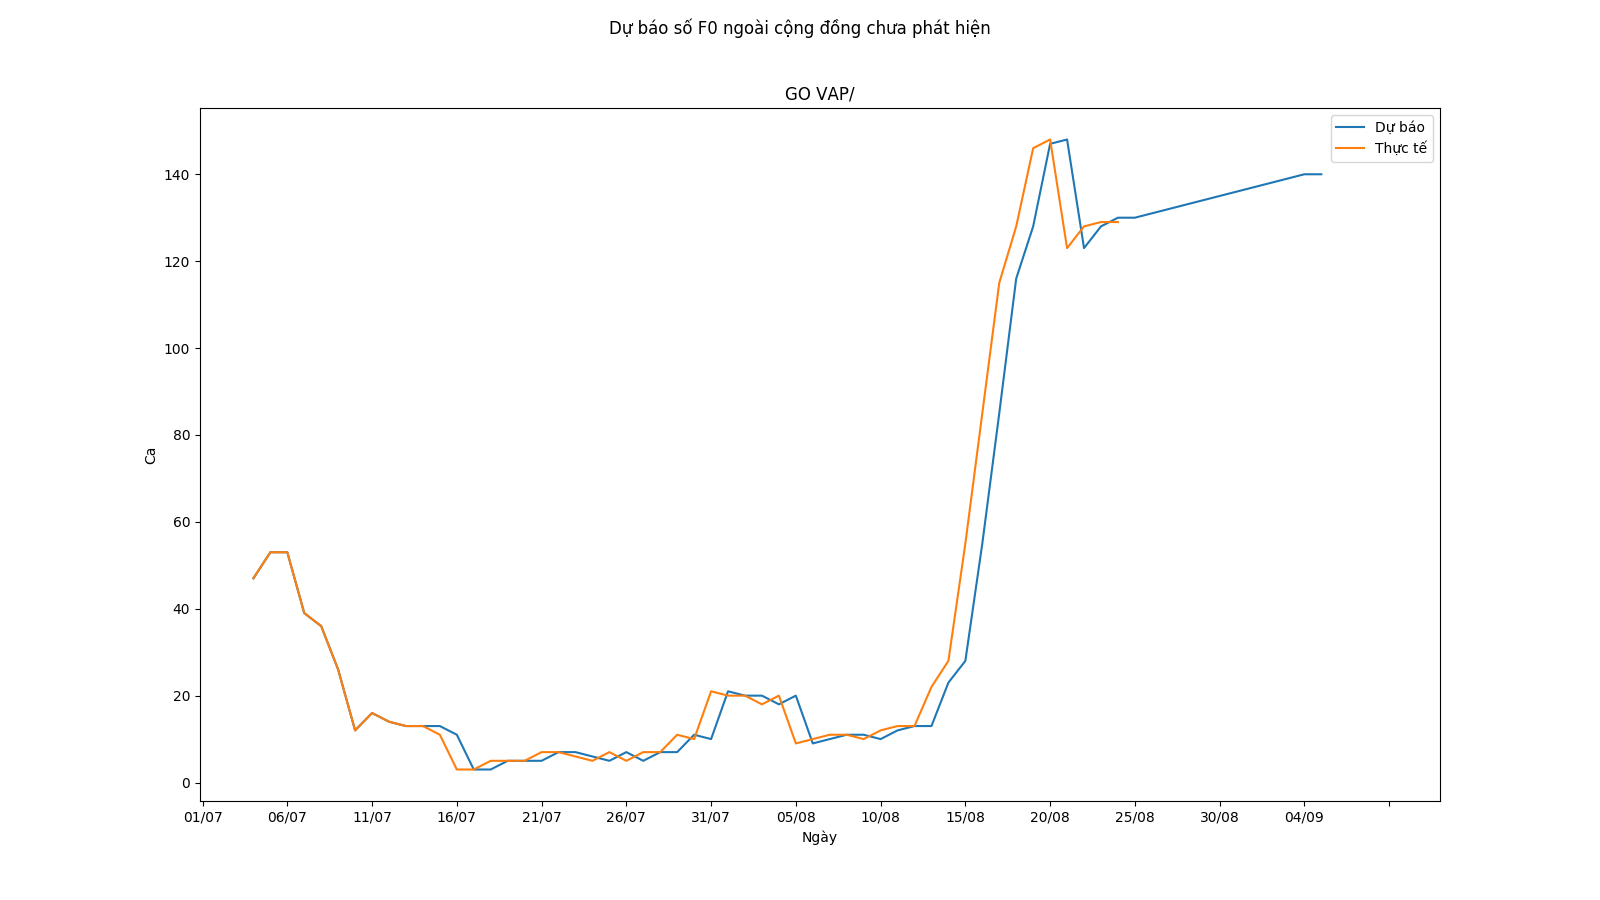 Dự báo số F0 ngoài cộng đồng chưa phát hiện
GO VAP/
Dự báo
Thực tế
140
120
100
80
60
40
20
0
Ca
01/07 06/07 11/07 16/07 21/07 26/07 31/07 05/08 10/08 15/08 20/08 25/08 30/08 04/09
Ngày